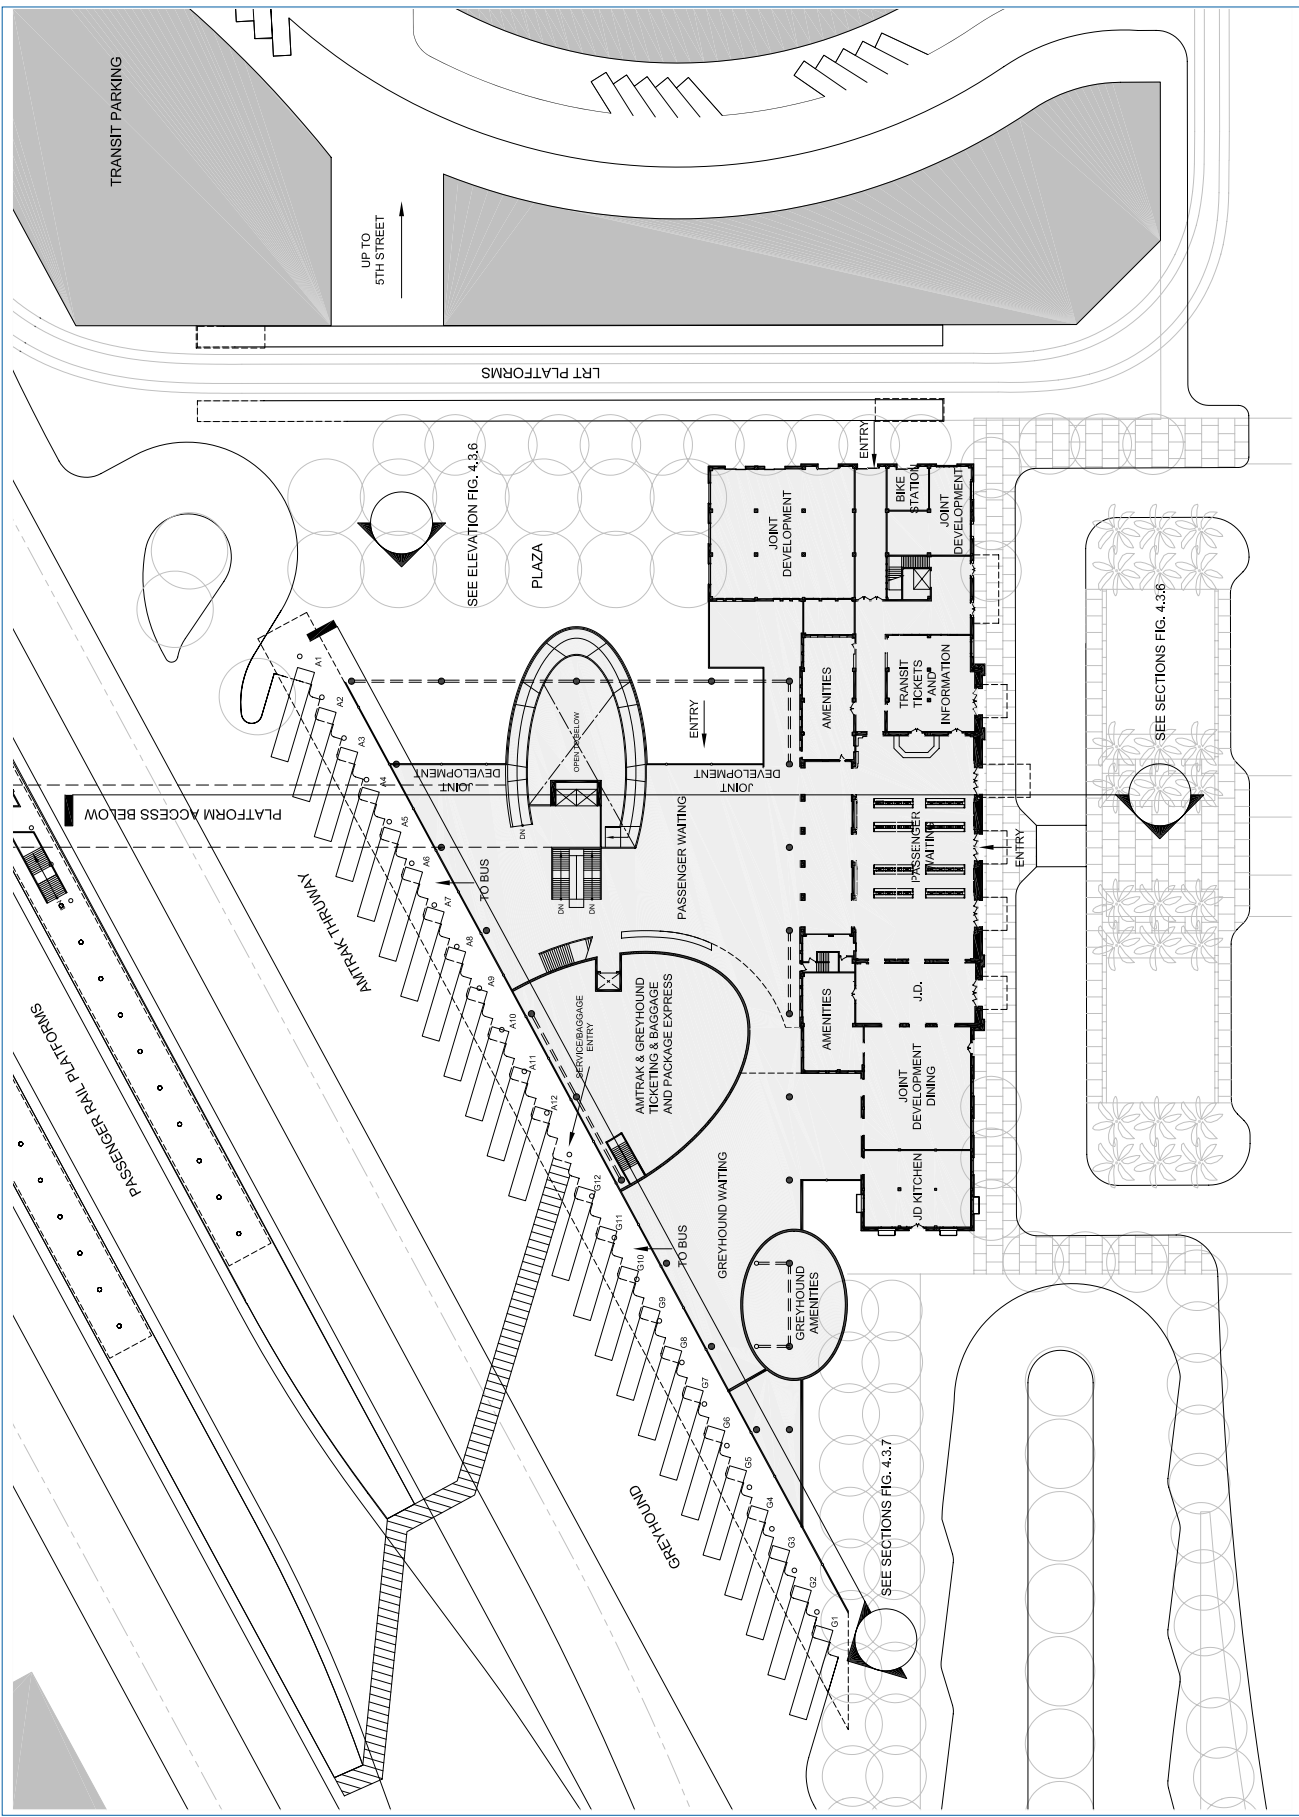 TRANSIT PARKING
UP TO
5TH STREET
LRT PLATFORMS
SEE ELEVATION FIG. 4.3.6
PLAZA
ENTRY
JOINT
DEVELOPMENT
BIKE
STATION
JOINT
DEVELOPMENT
SEE SECTIONS FIG. 4.3.6
AMENITIES
TRANSIT
TICKETS
AND
INFORMATION
OPEN TO BELOW
ENTRY
JOINT
DEVELOPMENT
JOINT
DEVELOPMENT
PLATFORM ACCESS BELOW
DN
DN
DN
TO BUS
PASSENGER WAITING
PASSENGER
WAITING
ENTRY
AMTRAK THRUWAY
PASSENGER RAIL PLATFORMS
A1
A2
A3
A4
A5
A6
A7
A8
A9
A10
A11
A12
SERVICE/BAGGAGE
ENTRY
AMTRAK & GREYHOUND
TICKETING & BAGGAGE
AND PACKAGE EXPRESS
AMENITIES
J.D.
JOINT
DEVELOPMENT
DINING
JD KITCHEN
GREYHOUND WAITING
TO BUS
GREYHOUND
AMENITIES
G12
G11
G10
G9
G8
G7
G6
G5
G4
G3
G2
G1
GREYHOUND
SEE SECTIONS FIG. 4.3.7